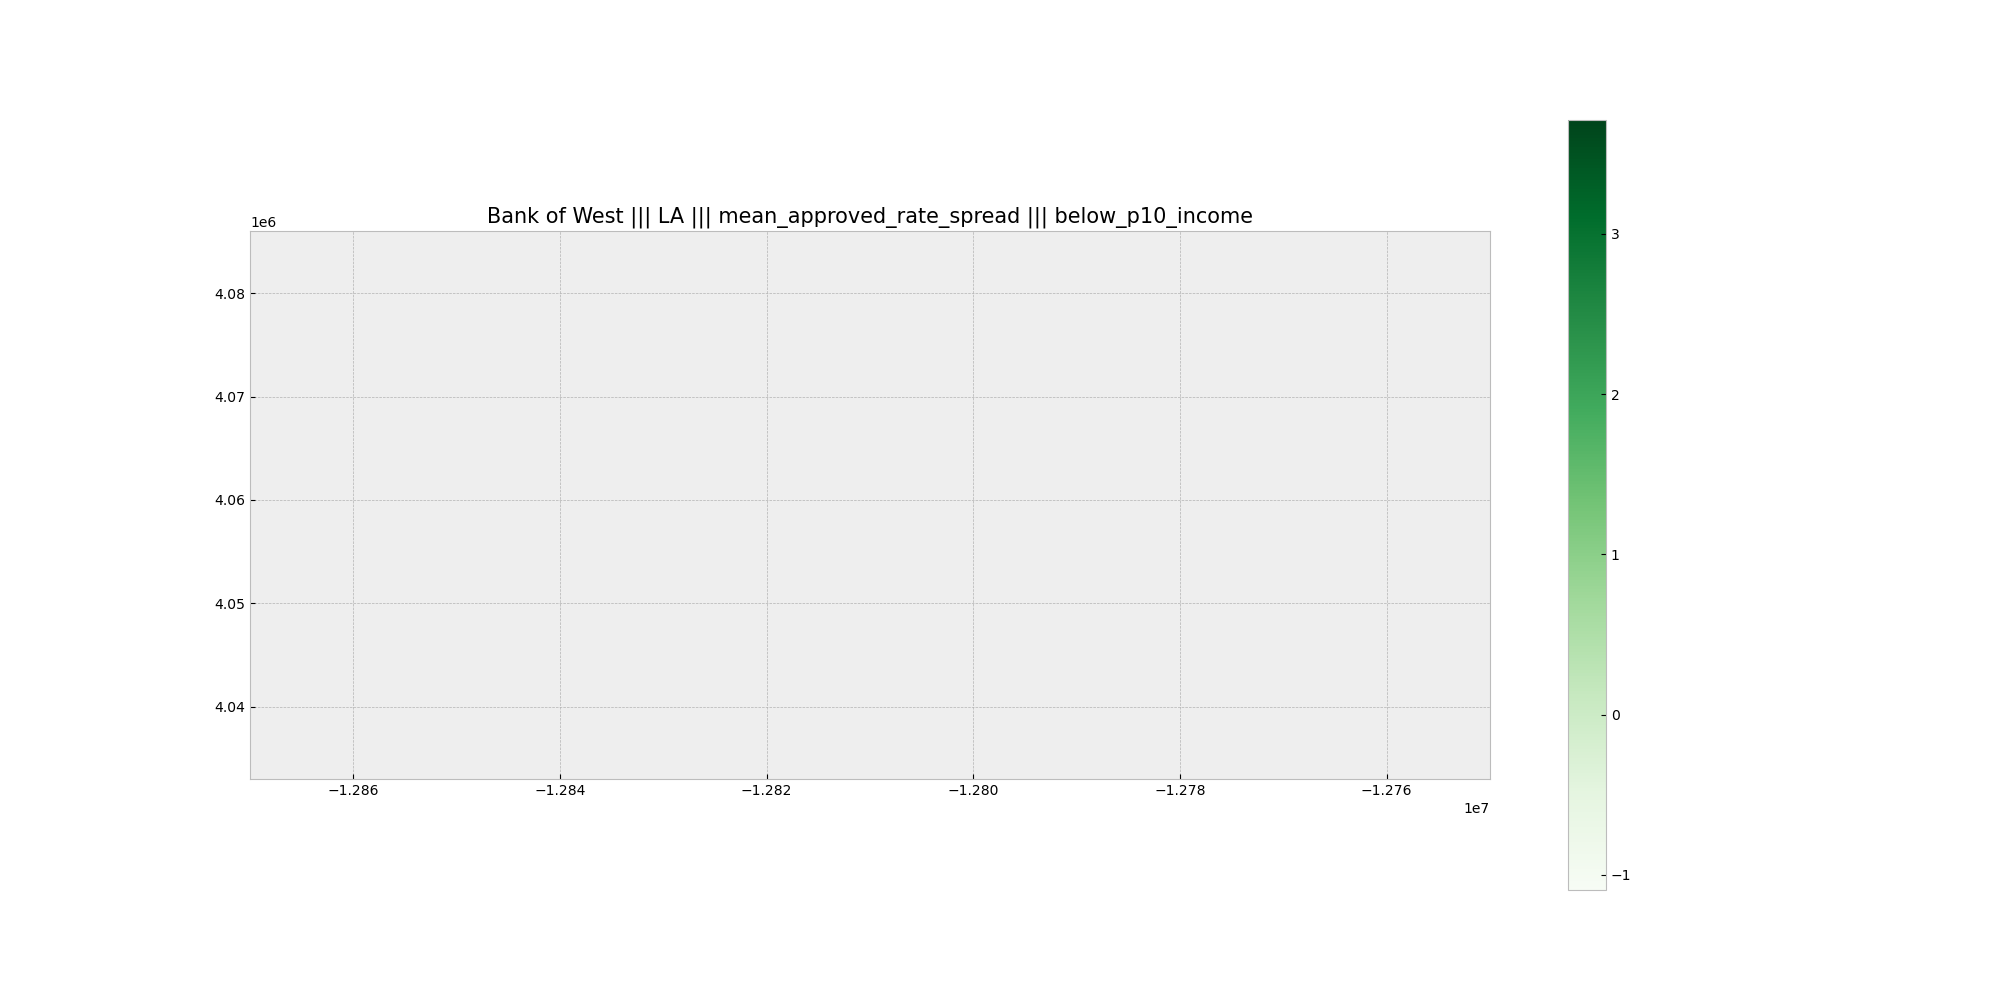 Bank of West ||| LA ||| mean_approved_rate_spread ||| below_p10_income
1e6
4.08
4.07
4.06
4.05
4.04
−1.286 −1.284 −1.282 −1.280 −1.278 −1.276
1e7
3
2
1
0
−1